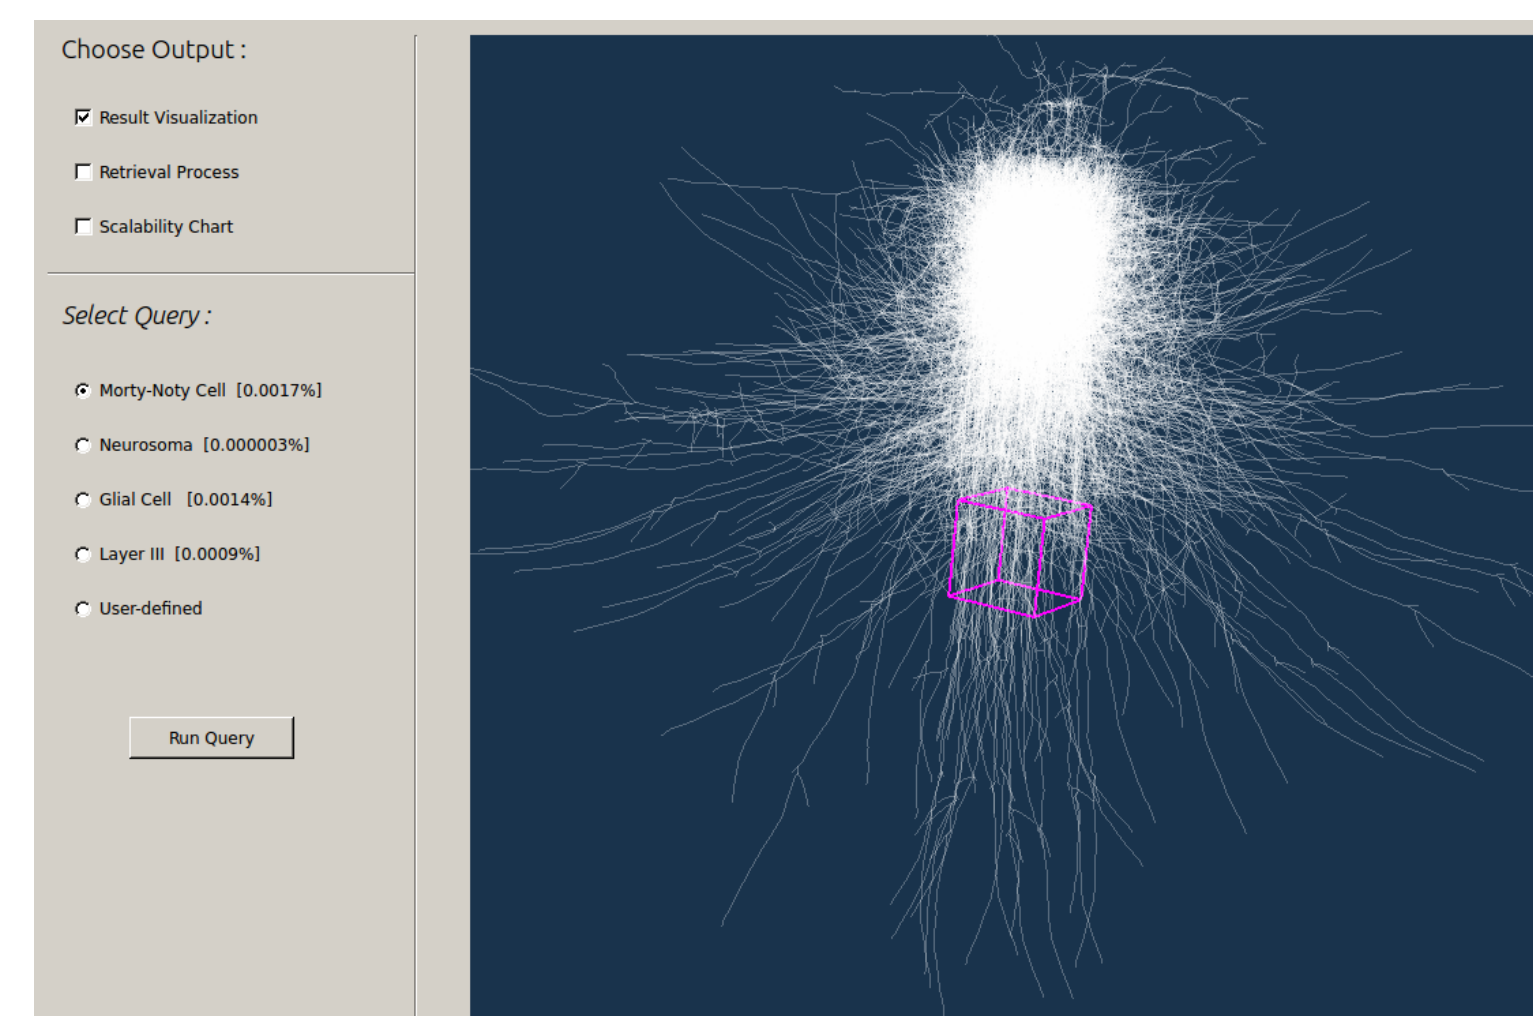 Choose Output :
Result Visualization
Retrieval Process
Scalability Chart
Select Query :
Morty-Noty Cell [0.0017%]
Neurosoma [0.000003%]
Glial Cell [0.0014%]
Layer III [0.0009%]
User-defined
Run Query